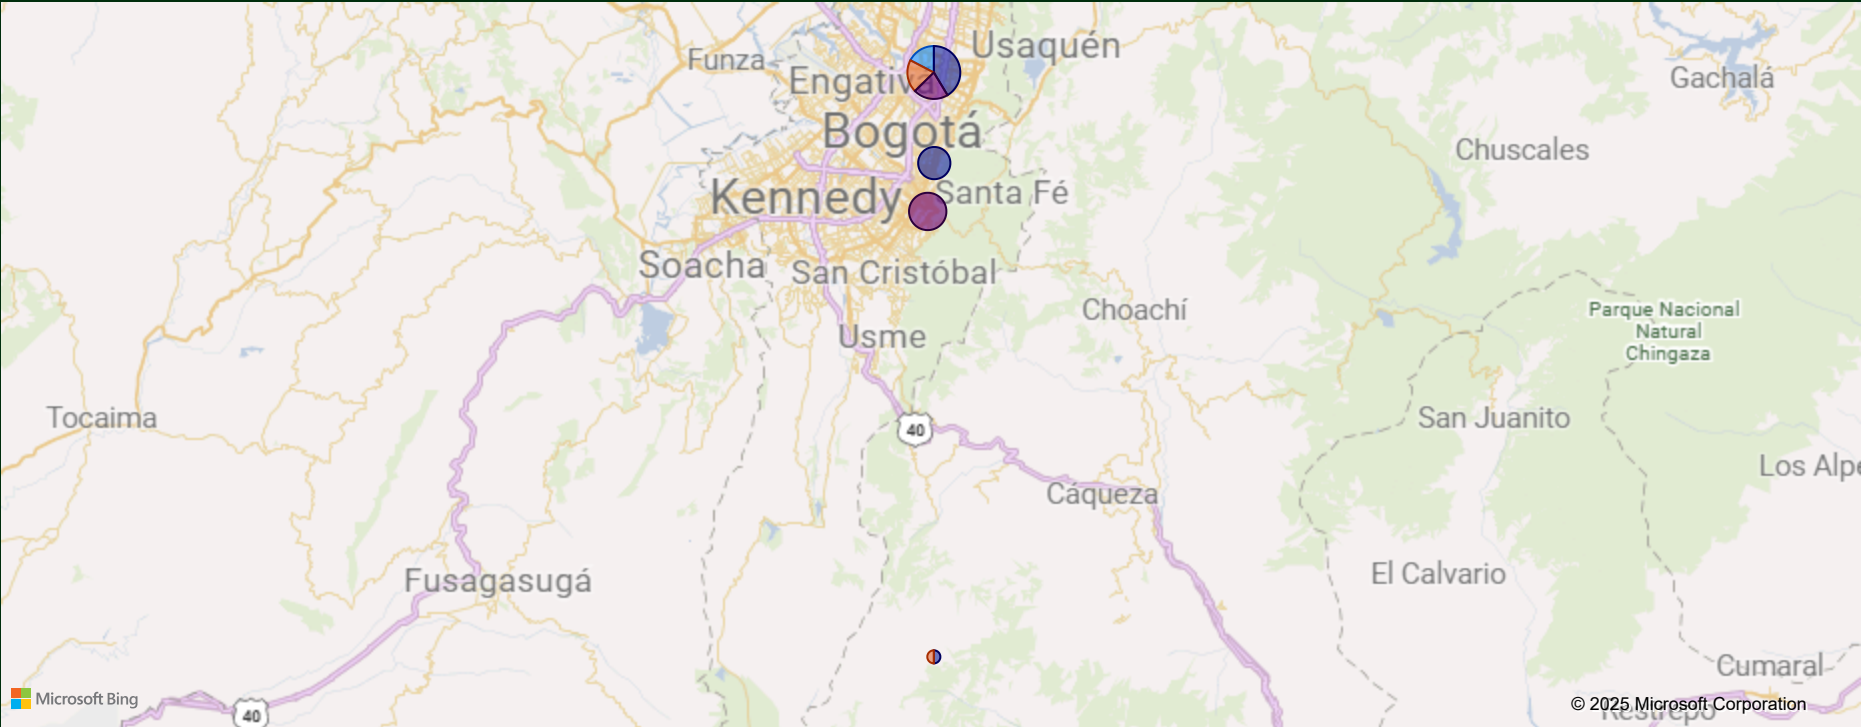 Usaquén
Funza
Engativá
Gachalá
Bogotá
Chuscales
Kennedy
Santa Fé
Soacha
San Cristóbal
Choachí
Parque Nacional
Natural
Chingaza
Usme
Tocaima
San Juanito
40
Los Alpe
Cáqueza
El Calvario
Fusagasugá
Cumaral
Microsoft Bing
© 2025 Microsoft Corporation
Restrepo
40